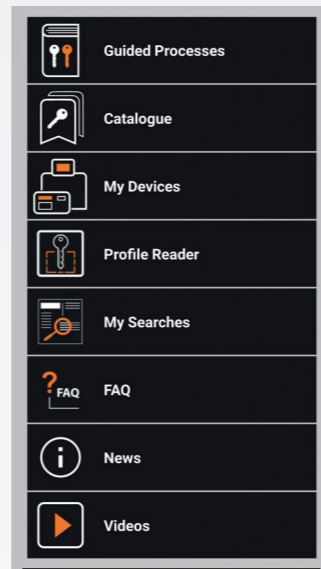 Guided Processes
Catalogue
My Devices
Profile Reader
My Searches
FAQ FAQ
News
Videos